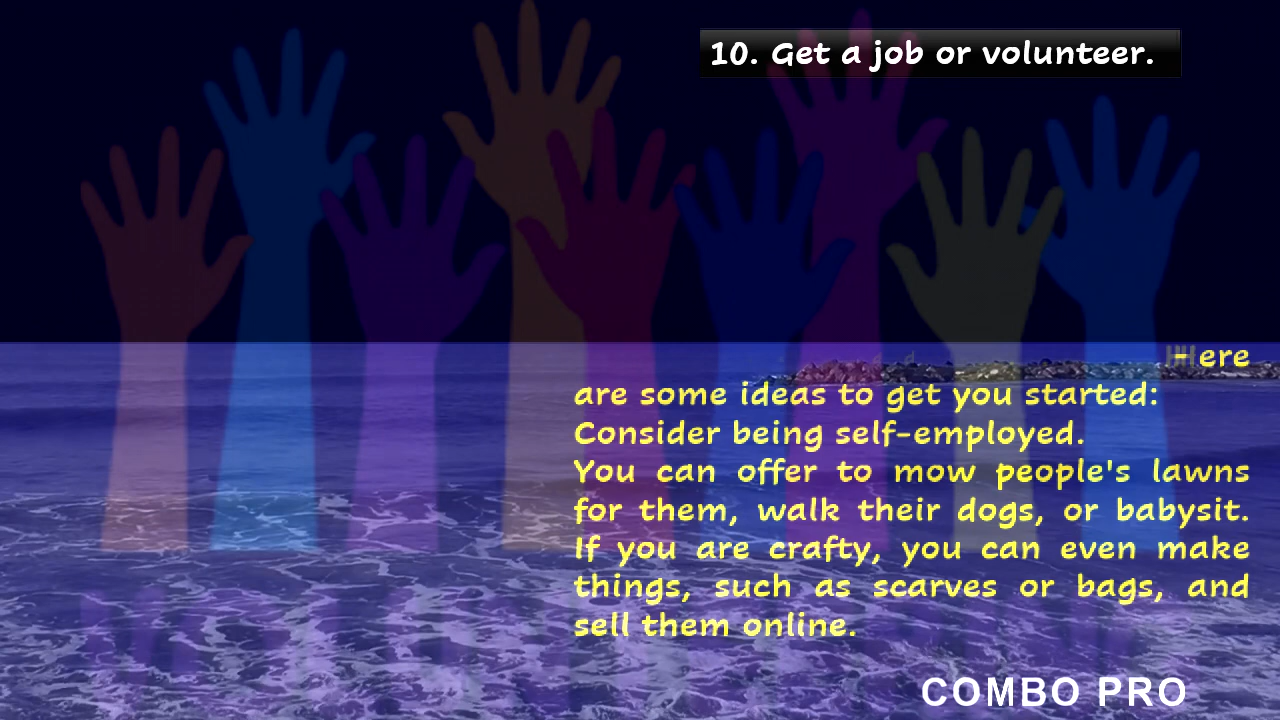 10. Get a job or volunteer.
Here
are some ideas to get you started:
Consider being self-employed.
You can offer to mow people's lawns
for them, walk their dogs, or babysit.
If you are crafty, you can even make
things, such as scarves or bags, and
sell them online.
COMBO PRO